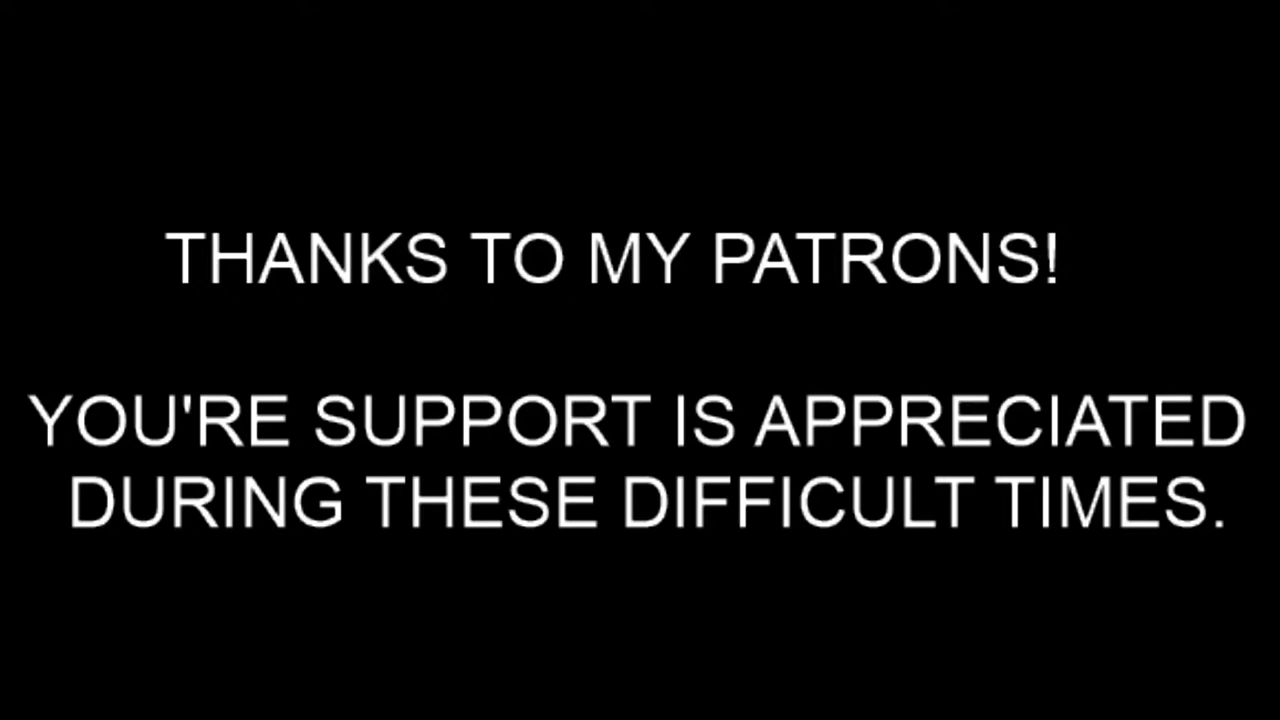 THANKS TO MY PATRONS!
YOU'RE SUPPORT IS APPRECIATED
DURING THESE DIFFICULT TIMES.